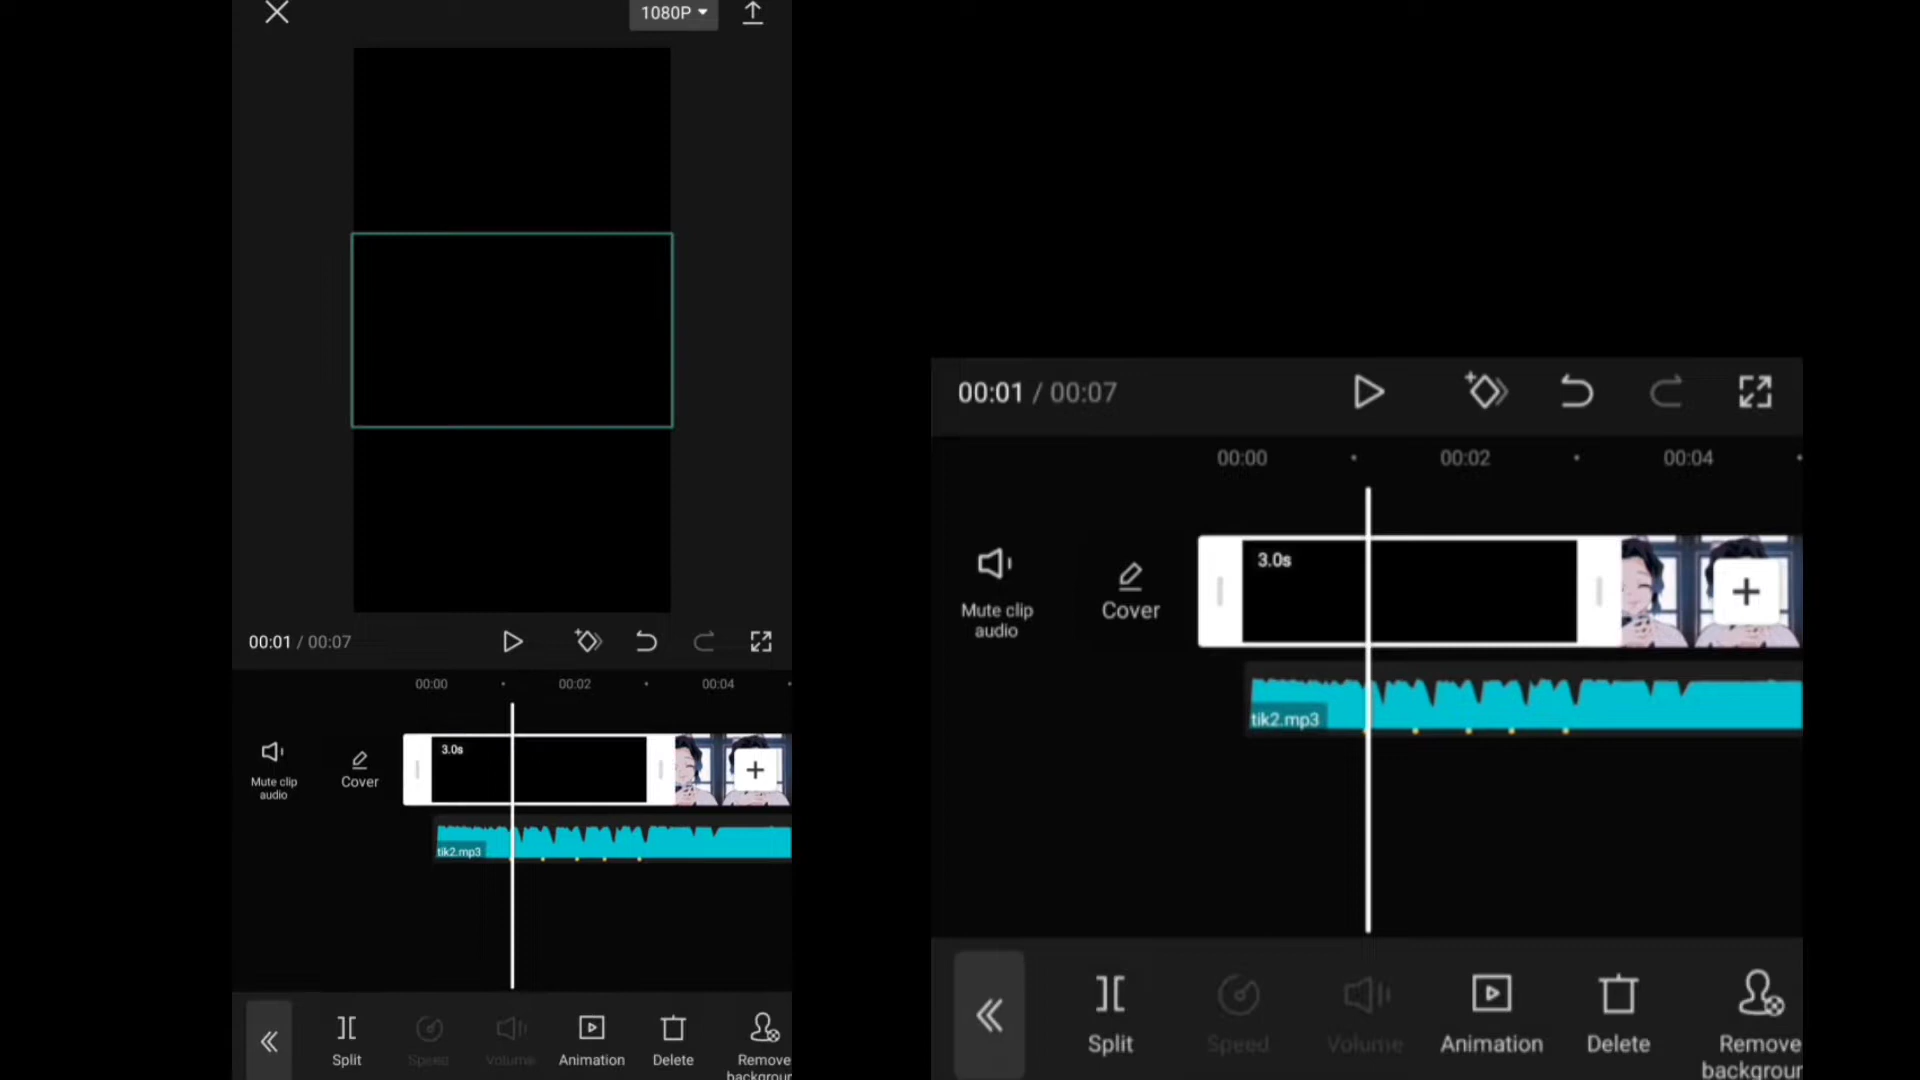 1080P
00:01 / 00:07
00:00
00:02
00:04
Mute clip
audio
Cover
3.0s
tik2.mp3
Split
Speed
Volume
Animation
Delete
Remove
backgroun
00:01 / 00:07
00:00
00:02
00:04
Mute clip
audio
Cover
3.0s
tik2.mp3
Split
Speed
Volume
Animation
Delete
Remove
backgroun